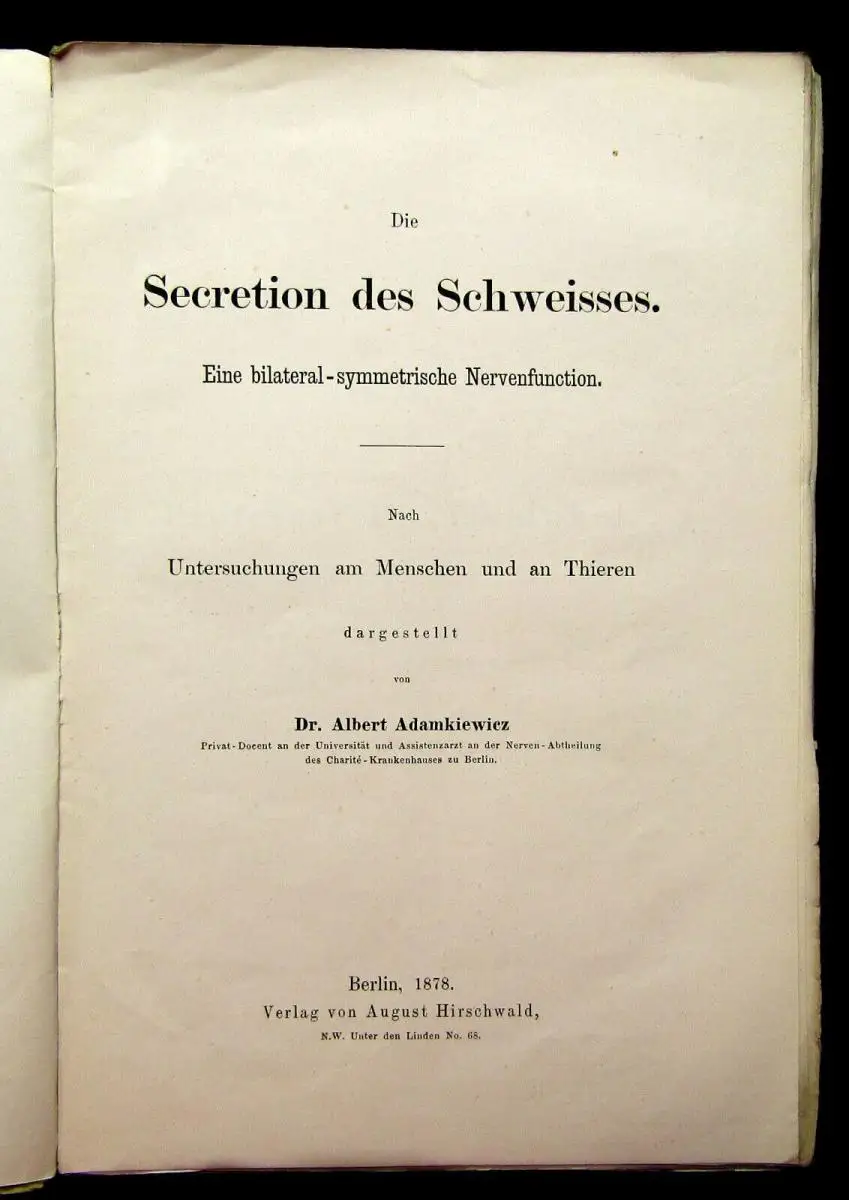 Die
Secretion des Schweisses.
Eine bilateral-symmetrische Nervenfunction.
Nach
Untersuchungen am Menschen und an Thieren
dargestellt
von
Dr. Albert Adamkiewicz
Privat-Docent an der Universität und Assistenzarzt an der Nerven-Abtheilung
des Charité-Krankenhauses zu Berlin.
Berlin, 1878.
Verlag von August Hirschwald,
N.W. Unter den Linden No. 68.